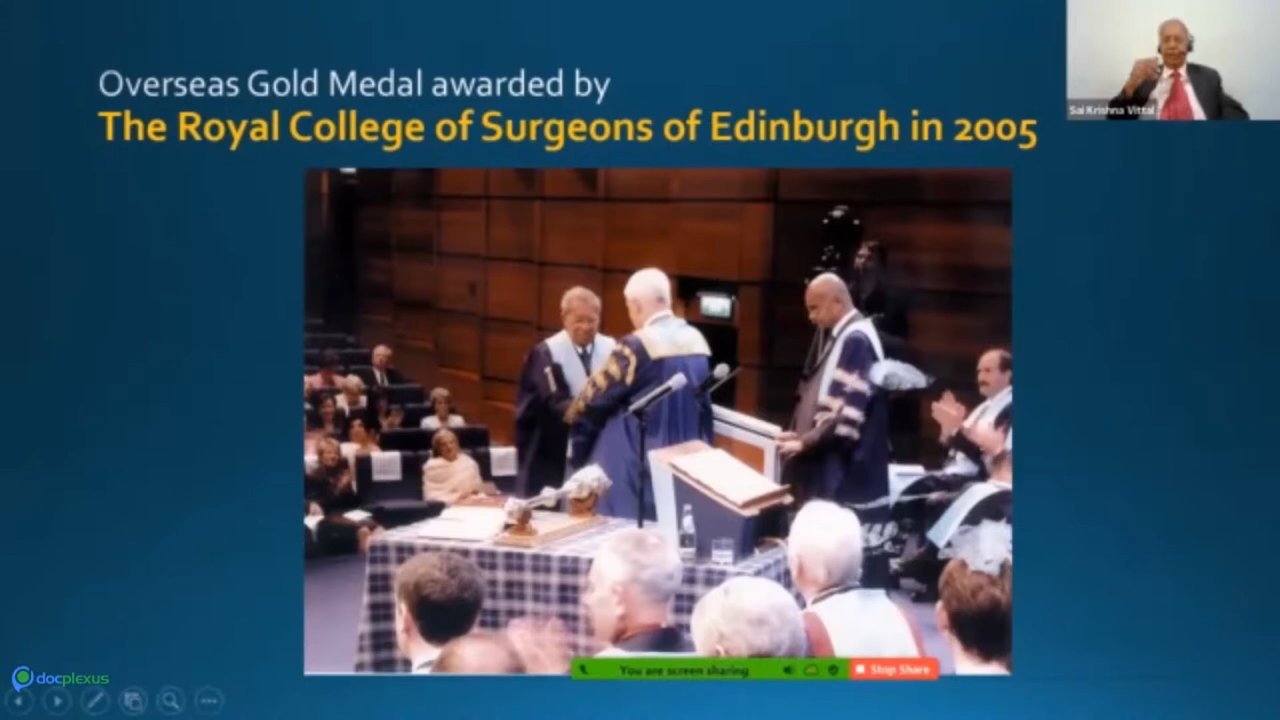 Overseas Gold Medal awarded by
The Royal College of Surgeons of Edinburgh in 2005
Sai Krishna Vittal
You are screen sharing
Stop Share
docplexus